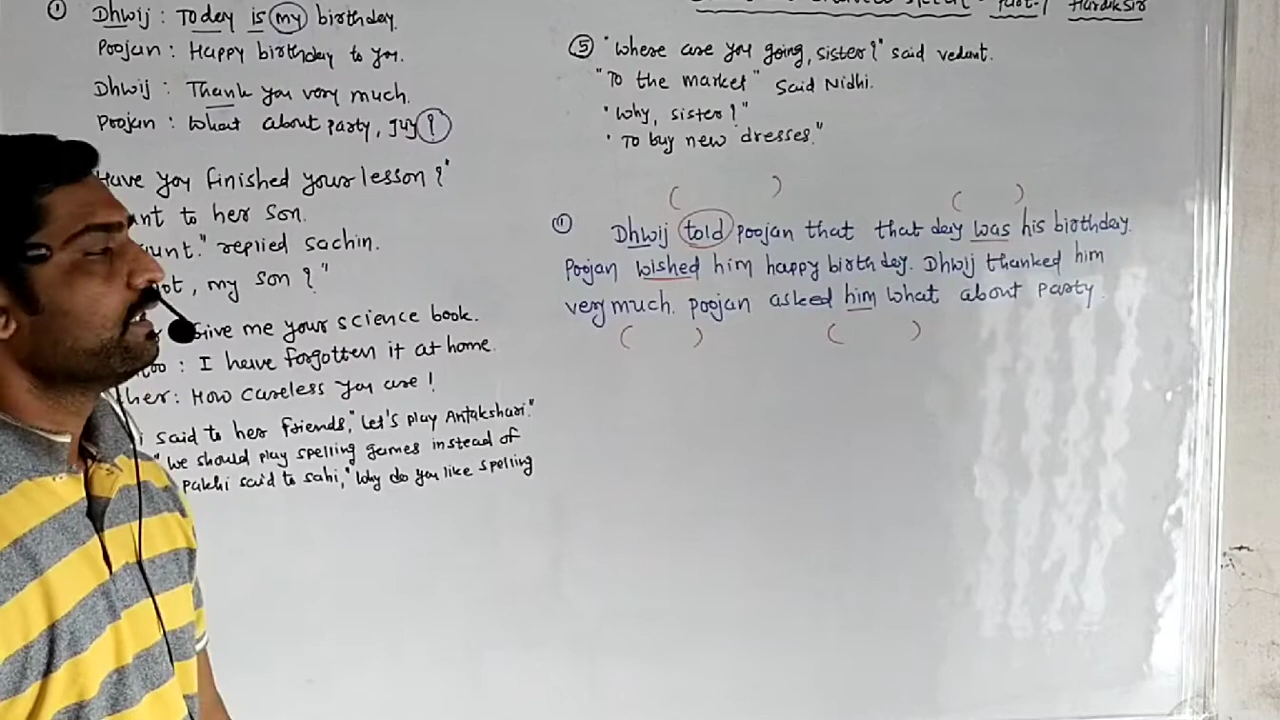 ① Dhwij : Today is my birthday.
Poojan : Happy birthday to you.
Dhwij : Thank you very much.
Poojan : What about party, Juy ?
Have you finished your lesson ?"
to her son.
replied sachin.
, my son ? "
Give me your science book.
: I have forgotten it at home.
: How careless you are !
said to her friends, "Let's play Antakshari."
"We should play spelling games instead of
Pakhi said to sahi, "Why do you like spelling
Part-1 Hardik sir
⑤ "Where are you going, sister ?" said vedant.
"To the market" said Nidhi.
"Why, sister ? "
" To buy new dresses."
( ) ( )
① Dhwij told poojan that that day was his birthday.
Poojan wished him happy birthday. Dhwij thanked him
very much. poojan asked him what about party.
( ) ( )